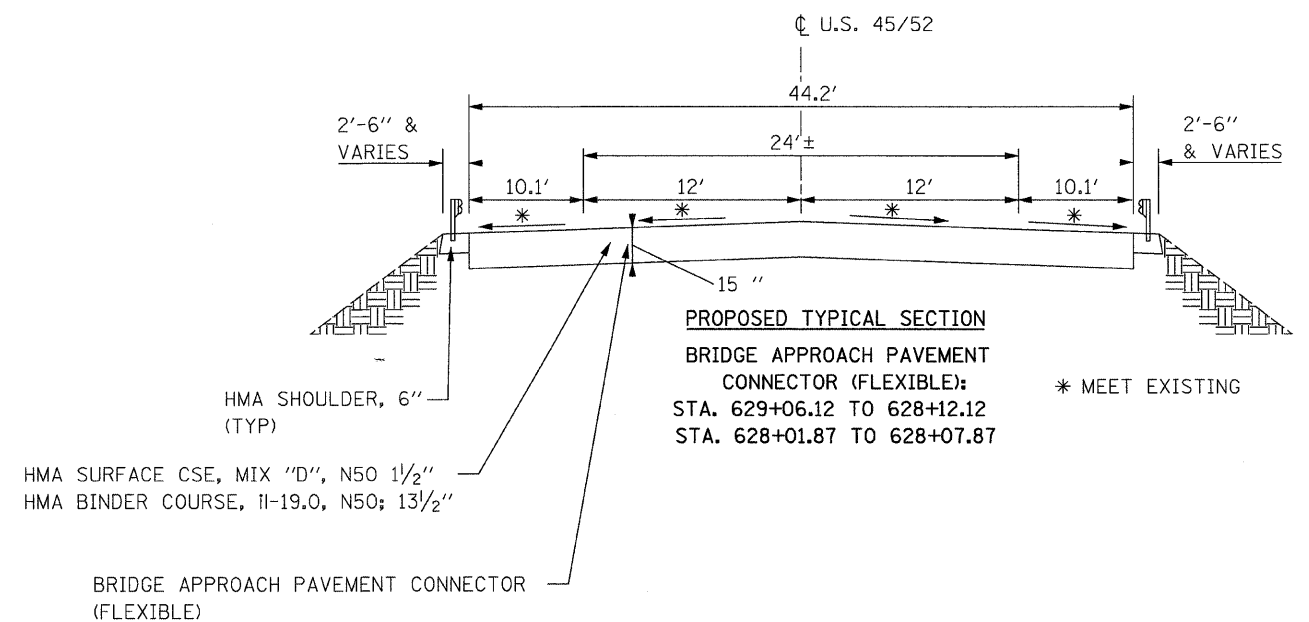 ℄ U.S. 45/52
44.2'
2'-6" &
VARIES
2'-6"
& VARIES
24'±
10.1'
12'
12'
10.1'
*
*
*
*
15 "
PROPOSED TYPICAL SECTION
BRIDGE APPROACH PAVEMENT
CONNECTOR (FLEXIBLE):
STA. 629+06.12 TO 628+12.12
STA. 628+01.87 TO 628+07.87
* MEET EXISTING
HMA SHOULDER, 6"
(TYP)
HMA SURFACE CSE, MIX "D", N50 1½"
HMA BINDER COURSE, il-19.0, N50; 13½"
BRIDGE APPROACH PAVEMENT CONNECTOR
(FLEXIBLE)